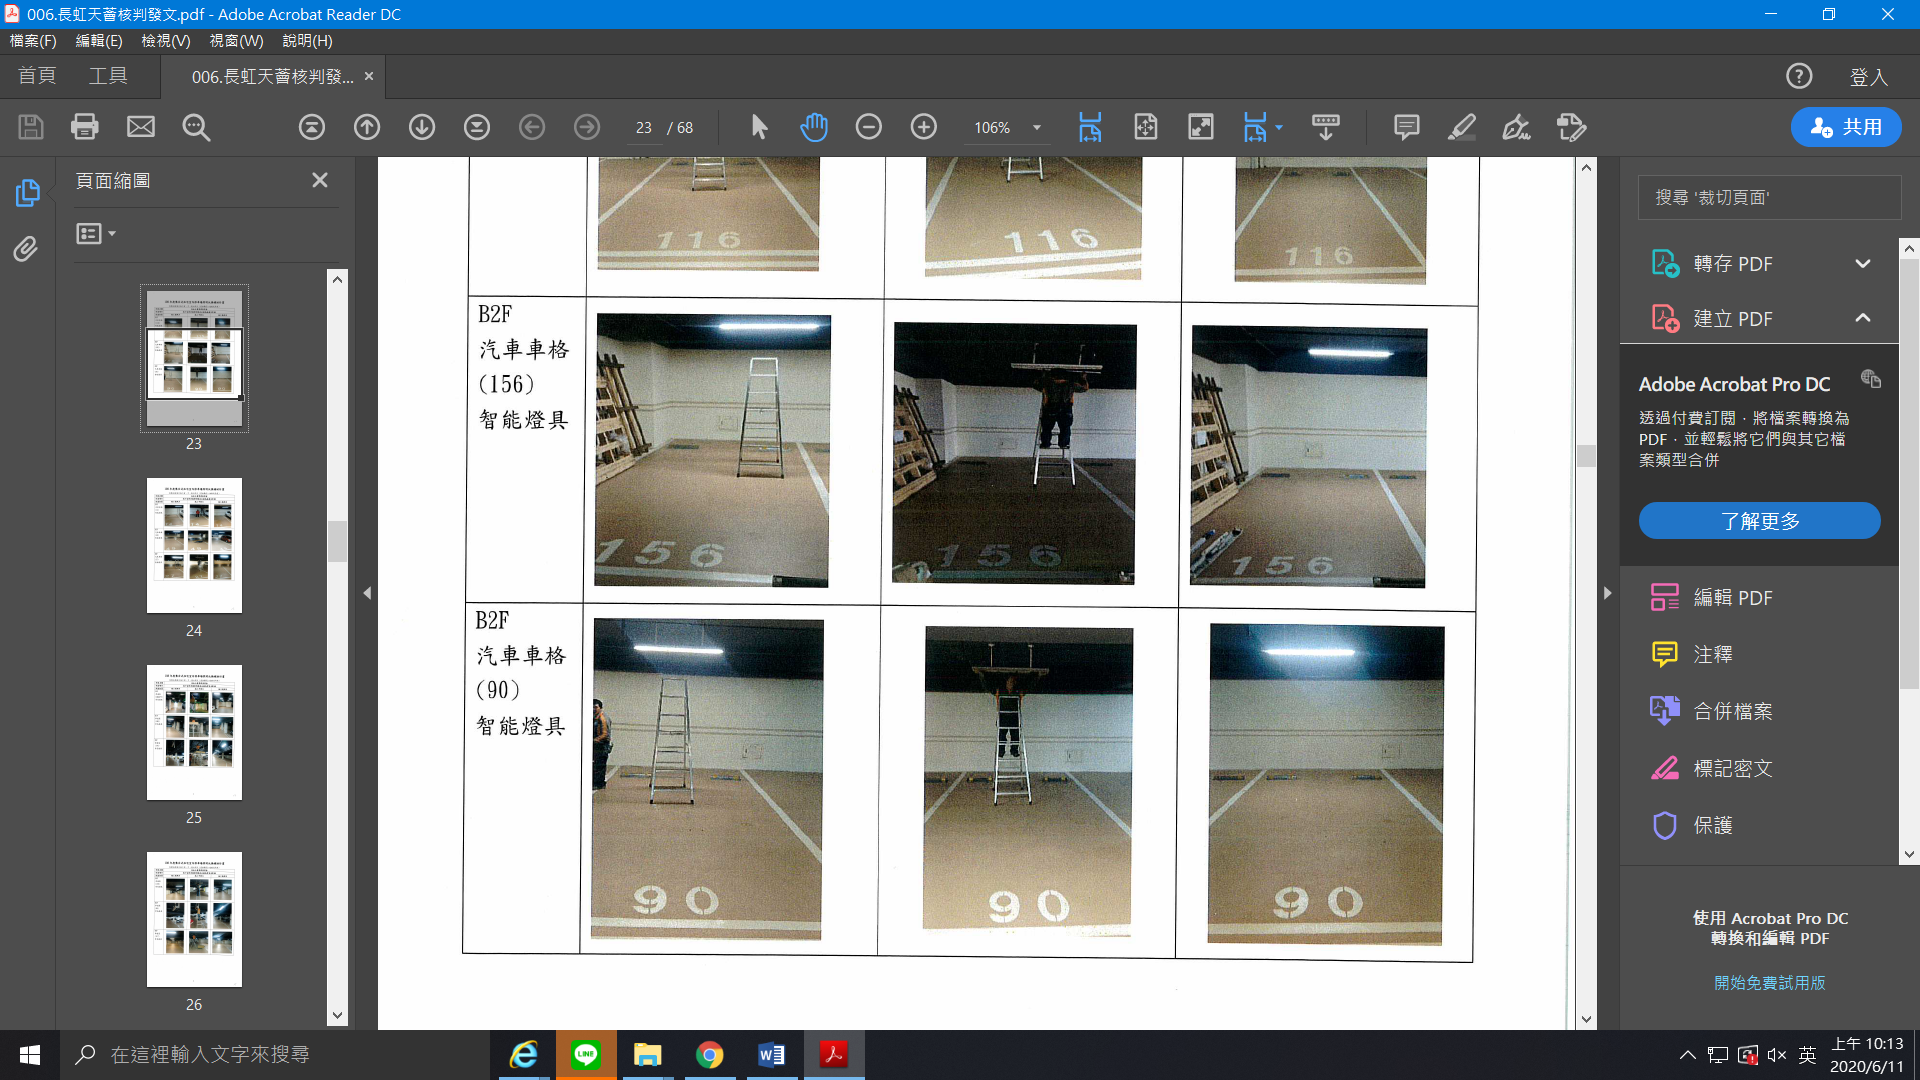 006.長虹天薈核判發文.pdf - Adobe Acrobat Reader DC
檔案(F) 編輯(E) 檢視(V) 視窗(W) 說明(H)
首頁 工具 006.長虹天薈核判發... × 登入
23 / 68 106% 共用
頁面縮圖
23
24
25
26
116 116 116
B2F
汽車車格
(156)
智能燈具
156 156 156
B2F
汽車車格
(90)
智能燈具
90 90 90
搜尋 '裁切頁面'
轉存 PDF
建立 PDF
Adobe Acrobat Pro DC
透過付費訂閱，將檔案轉換為
PDF，並輕鬆將它們與其它檔
案類型合併
了解更多
編輯 PDF
注釋
合併檔案
標記密文
保護
使用 Acrobat Pro DC
轉換和編輯 PDF
開始免費試用版
在這裡輸入文字來搜尋
LINE
英
上午 10:13
2020/6/11